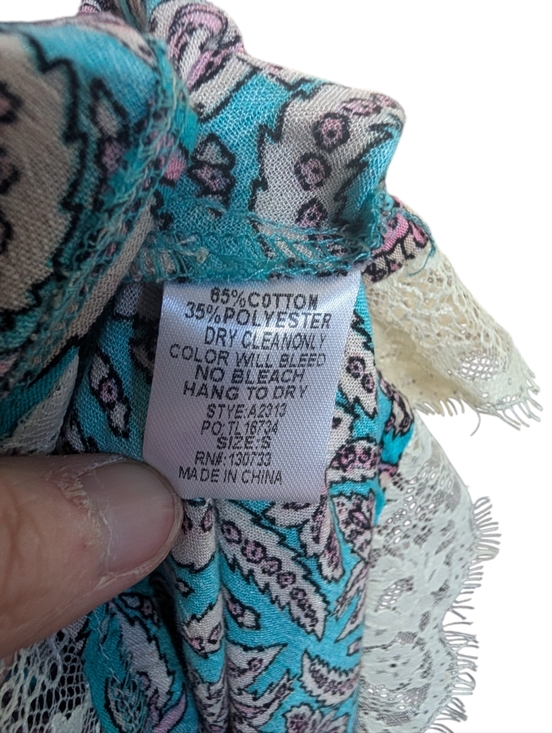 65%COTTON
35%POLYESTER
DRY CLEANONLY
COLOR WILL BLEED
NO BLEACH
HANG TO DRY
STYE:A2313
PO:TL16734
SIZE:S
RN#:130733
MADE IN CHINA